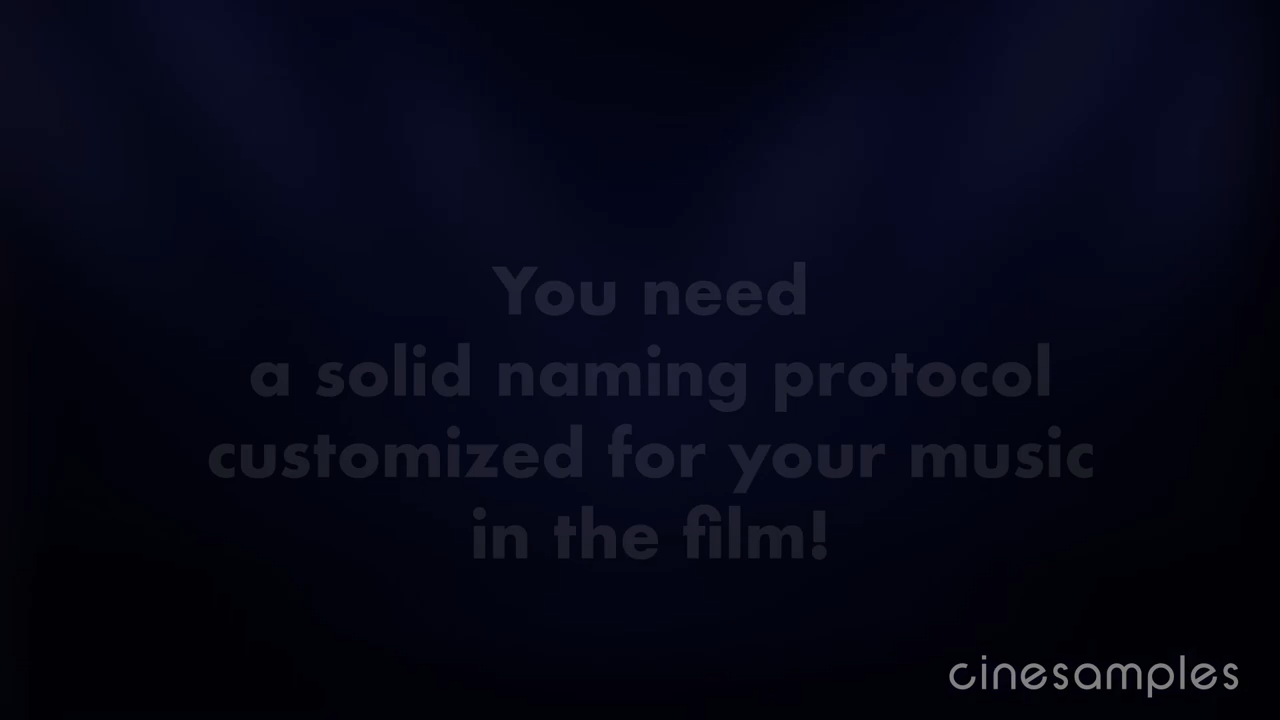 You need
a solid naming protocol
customized for your music
in the film!
cinesamples